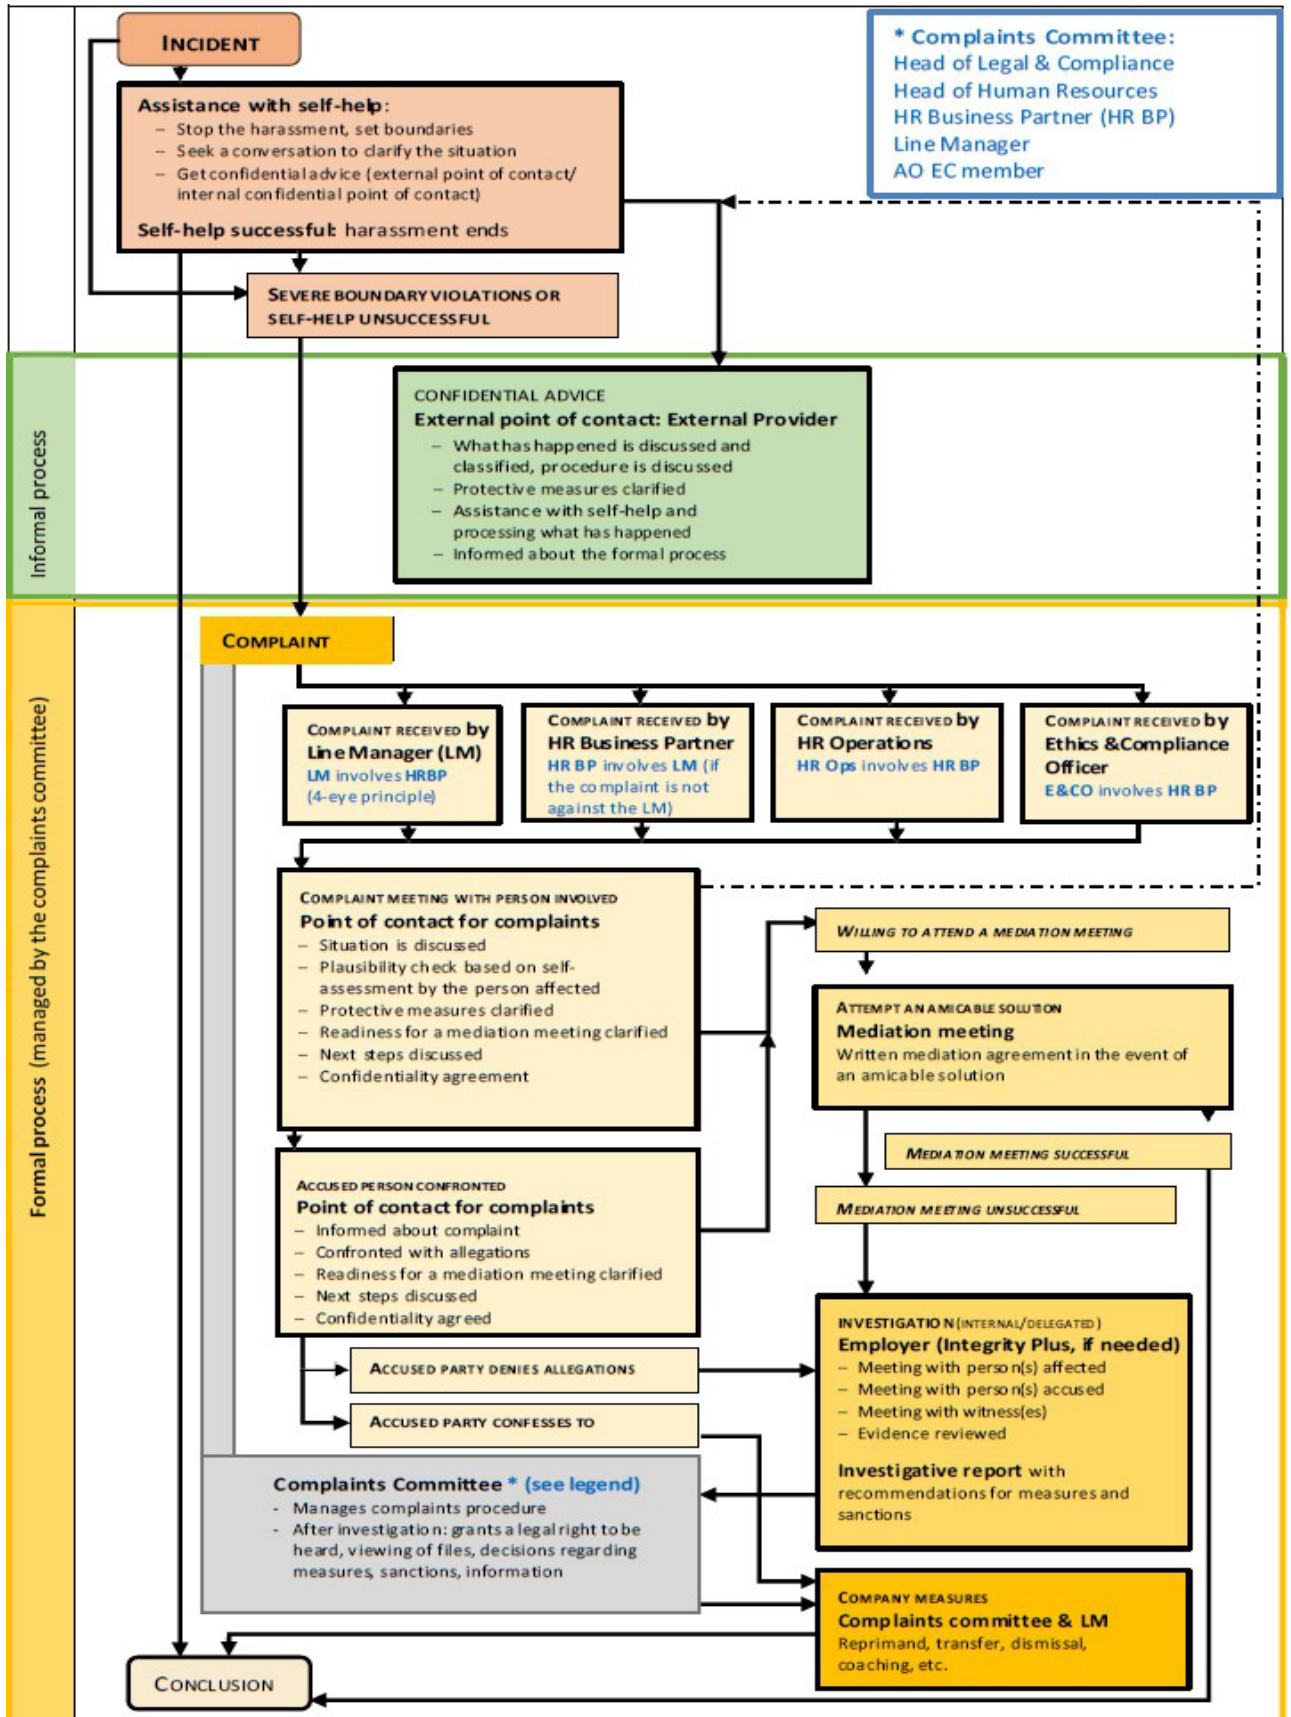 INCIDENT
* Complaints Committee:
Head of Legal & Compliance
Head of Human Resources
HR Business Partner (HR BP)
Line Manager
AO EC member
Assistance with self-help:
– Stop the harassment, set boundaries
– Seek a conversation to clarify the situation
– Get confidential advice (external point of contact/
internal confidential point of contact)
Self-help successful: harassment ends
SEVERE BOUNDARY VIOLATIONS OR
SELF-HELP UNSUCCESSFUL
Informal process
CONFIDENTIAL ADVICE
External point of contact: External Provider
– What has happened is discussed and
classified, procedure is discussed
– Protective measures clarified
– Assistance with self-help and
processing what has happened
– Informed about the formal process
Formal process (managed by the complaints committee)
COMPLAINT
COMPLAINT RECEIVED by
Line Manager (LM)
LM involves HRBP
(4-eye principle)
COMPLAINT RECEIVED by
HR Business Partner
HR BP involves LM (if
the complaint is not
against the LM)
COMPLAINT RECEIVED by
HR Operations
HR Ops involves HR BP
COMPLAINT RECEIVED by
Ethics &Compliance
Officer
E&CO involves HR BP
COMPLAINT MEETING WITH PERSON INVOLVED
Point of contact for complaints
– Situation is discussed
– Plausibility check based on self-
assessment by the person affected
– Protective measures clarified
– Readiness for a mediation meeting clarified
– Next steps discussed
– Confidentiality agreement
WILLING TO ATTEND A MEDIATION MEETING
ATTEMPT AN AMICABLE SOLUTION
Mediation meeting
Written mediation agreement in the event of
an amicable solution
MEDIATION MEETING SUCCESSFUL
MEDIATION MEETING UNSUCCESSFUL
ACCUSED PERSON CONFRONTED
Point of contact for complaints
– Informed about complaint
– Confronted with allegations
– Readiness for a mediation meeting clarified
– Next steps discussed
– Confidentiality agreed
ACCUSED PARTY DENIES ALLEGATIONS
ACCUSED PARTY CONFESSES TO
INVESTIGATION (INTERNAL/DELEGATED)
Employer (Integrity Plus, if needed)
– Meeting with person(s) affected
– Meeting with person(s) accused
– Meeting with witness(es)
– Evidence reviewed
Investigative report with
recommendations for measures and
sanctions
Complaints Committee * (see legend)
- Manages complaints procedure
- After investigation: grants a legal right to be
heard, viewing of files, decisions regarding
measures, sanctions, information
COMPANY MEASURES
Complaints committee & LM
Reprimand, transfer, dismissal,
coaching, etc.
CONCLUSION